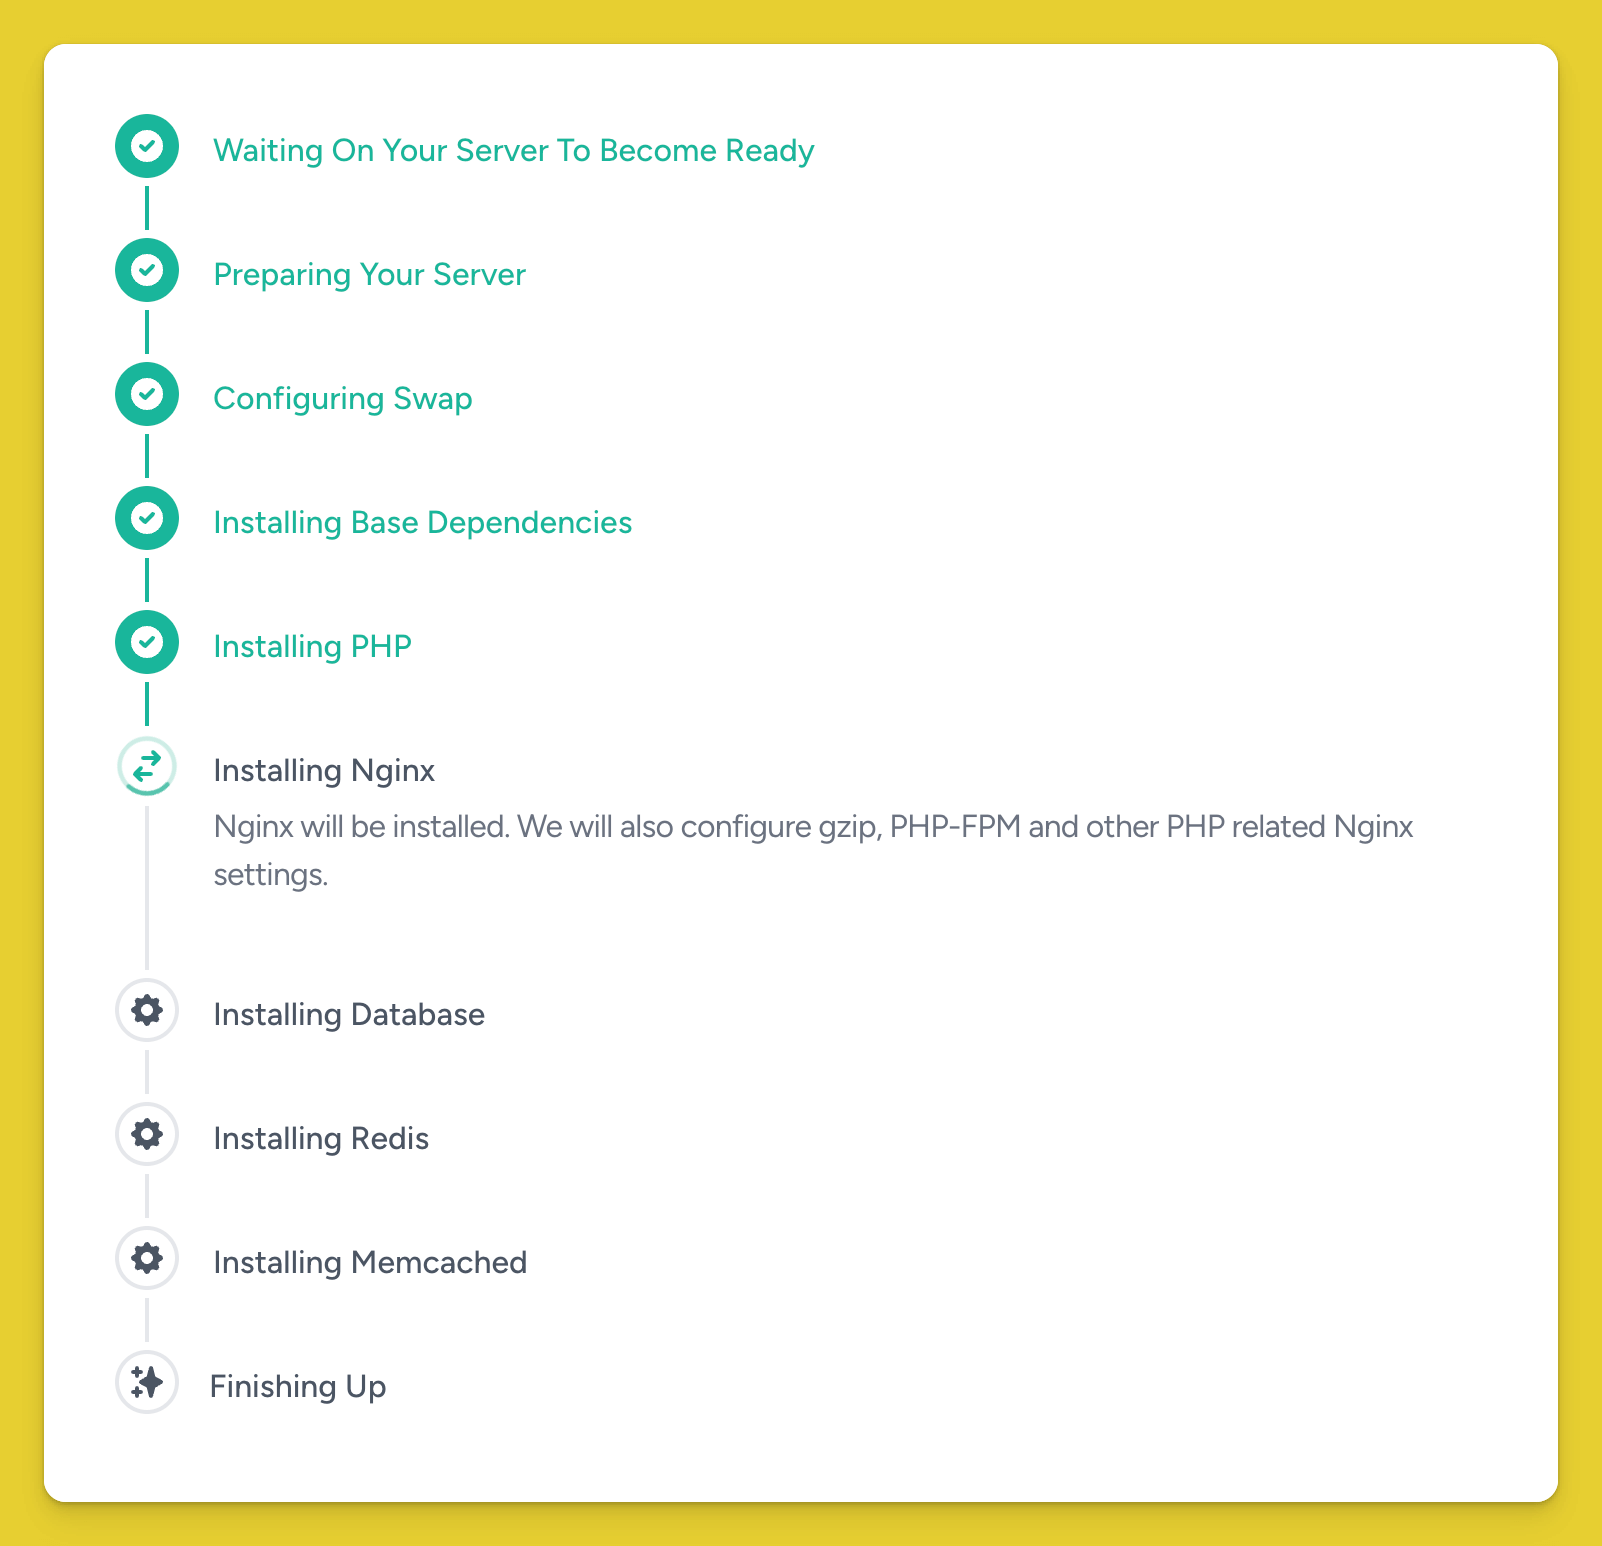 Waiting On Your Server To Become Ready
Preparing Your Server
Configuring Swap
Installing Base Dependencies
Installing PHP
Installing Nginx
Nginx will be installed. We will also configure gzip, PHP-FPM and other PHP related Nginx
settings.
Installing Database
Installing Redis
Installing Memcached
Finishing Up